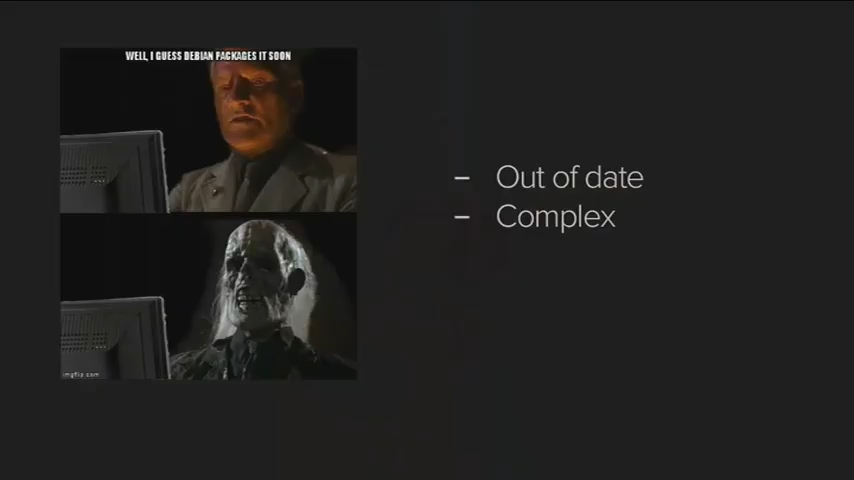 WELL, I GUESS DEBIAN PACKAGES IT SOON
- Out of date
- Complex
imgflip.com